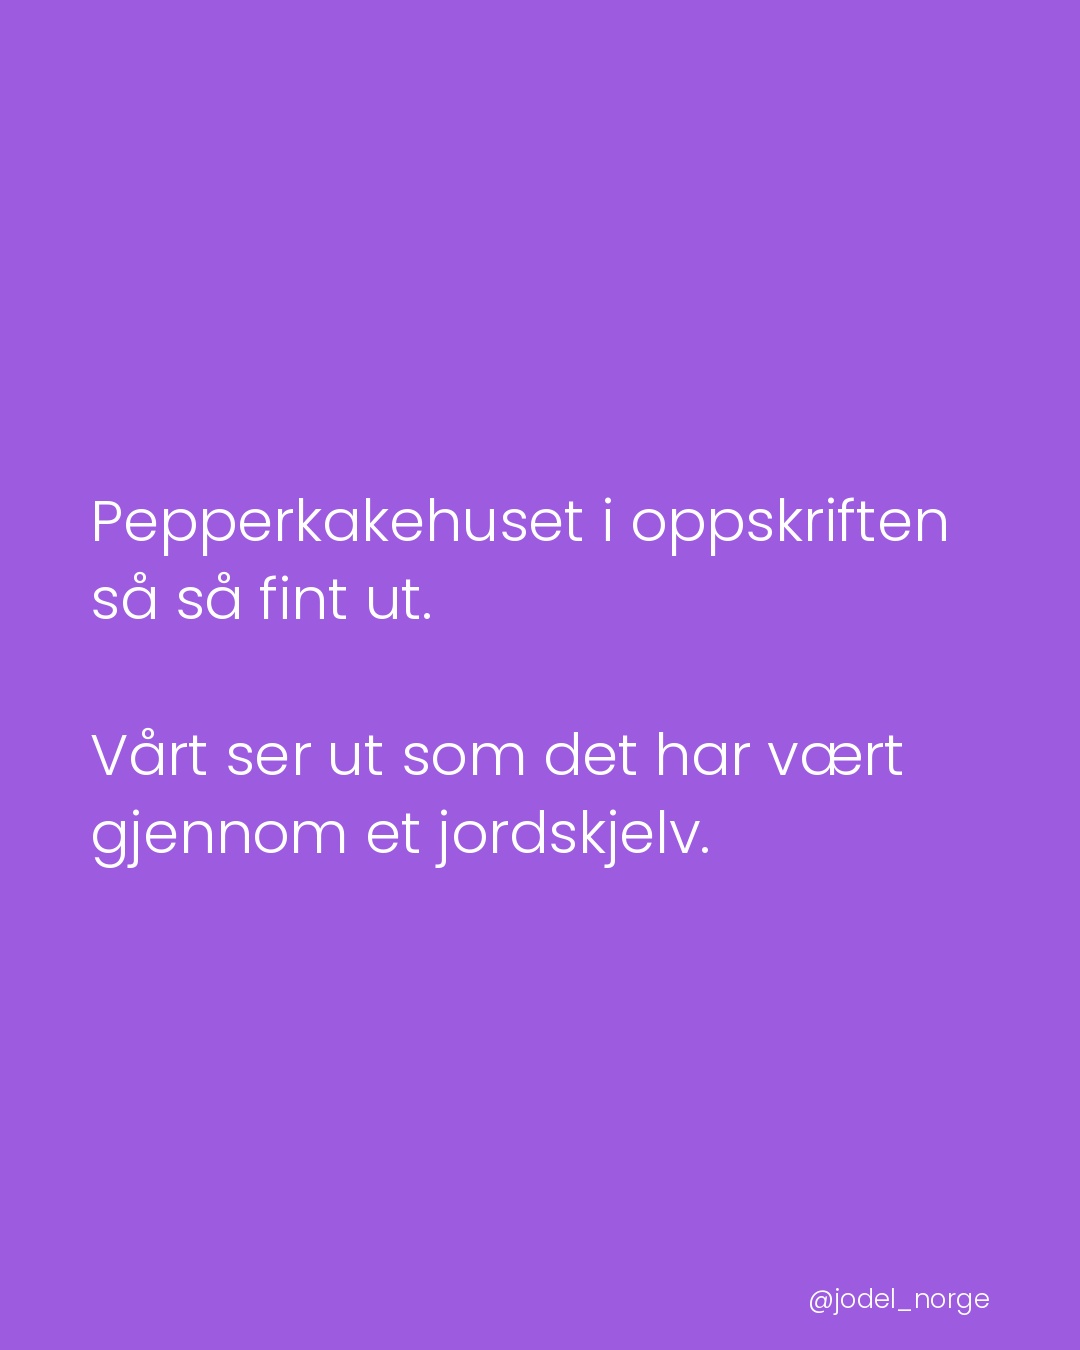 Pepperkakehuset i oppskriften
så så fint ut.
Vårt ser ut som det har vært
gjennom et jordskjelv.
@jodel_norge